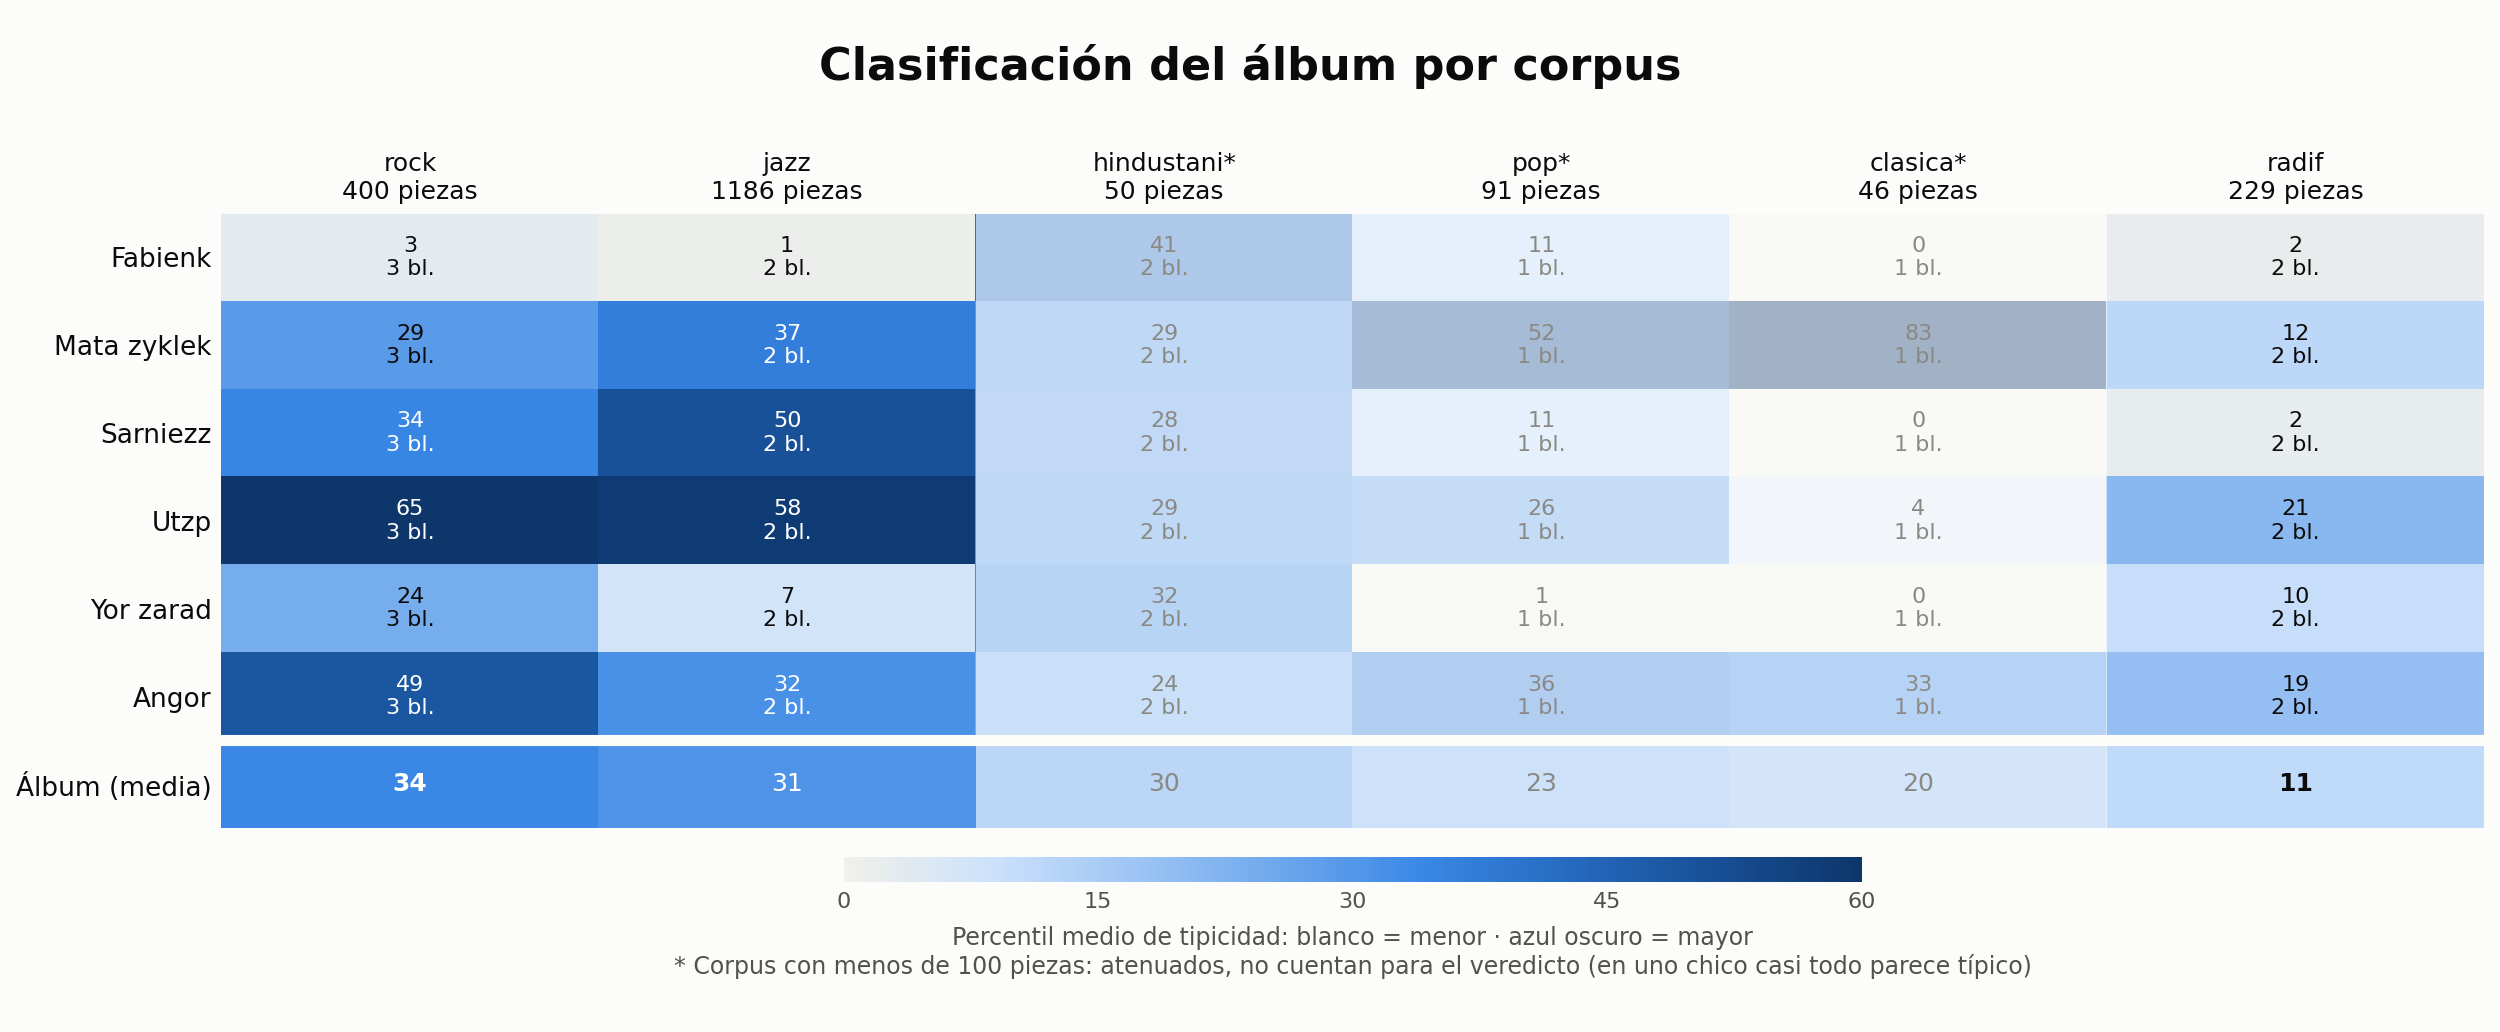 Clasificación del álbum por corpus
rock jazz hindustani* pop* clasica* radif
400 piezas 1186 piezas 50 piezas 91 piezas 46 piezas 229 piezas
Fabienk
3 1 41 11 0 2
3 bl. 2 bl. 2 bl. 1 bl. 1 bl. 2 bl.
Mata zyklek
29 37 29 52 83 12
3 bl. 2 bl. 2 bl. 1 bl. 1 bl. 2 bl.
Sarniezz
34 50 28 11 0 2
3 bl. 2 bl. 2 bl. 1 bl. 1 bl. 2 bl.
Utzp
65 58 29 26 4 21
3 bl. 2 bl. 2 bl. 1 bl. 1 bl. 2 bl.
Yor zarad
24 7 32 1 0 10
3 bl. 2 bl. 2 bl. 1 bl. 1 bl. 2 bl.
Angor
49 32 24 36 33 19
3 bl. 2 bl. 2 bl. 1 bl. 1 bl. 2 bl.
Álbum (media) 34 31 30 23 20 11
0 15 30 45 60
Percentil medio de tipicidad: blanco = menor · azul oscuro = mayor
* Corpus con menos de 100 piezas: atenuados, no cuentan para el veredicto (en uno chico casi todo parece típico)